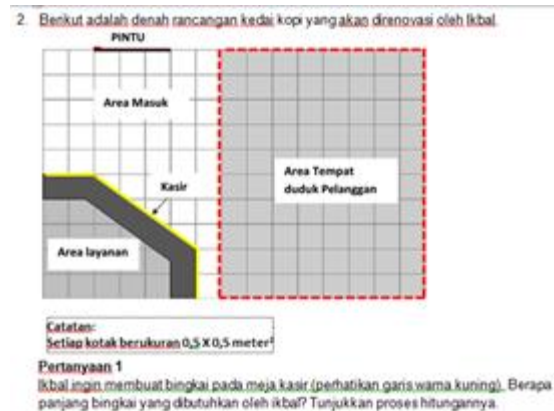 2. Berikut adalah denah rancangan kedai kopi yang akan direnovasi oleh Ikbal.
PINTU
Area Masuk
Kasir
Area Tempat
duduk Pelanggan
Area layanan
Catatan:
Setiap kotak berukuran 0,5 X 0,5 meter²
Pertanyaan 1
Ikbal ingin membuat bingkai pada meja kasir (perhatikan garis warna kuning). Berapa
panjang bingkai yang dibutuhkan oleh ikbal? Tunjukkan proses hitungannya.